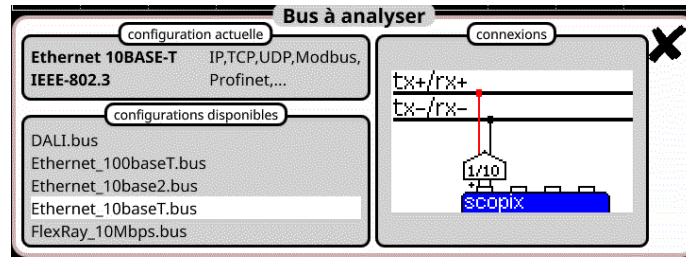 Bus à analyser
configuration actuelle
Ethernet 10BASE-T IP,TCP,UDP,Modbus,
IEEE-802.3 Profinet,...
configurations disponibles
DALI.bus
Ethernet_100baseT.bus
Ethernet_10base2.bus
Ethernet_10baseT.bus
FlexRay_10Mbps.bus
connexions
tx+/rx+
tx-/rx-
1/10
+
scopix